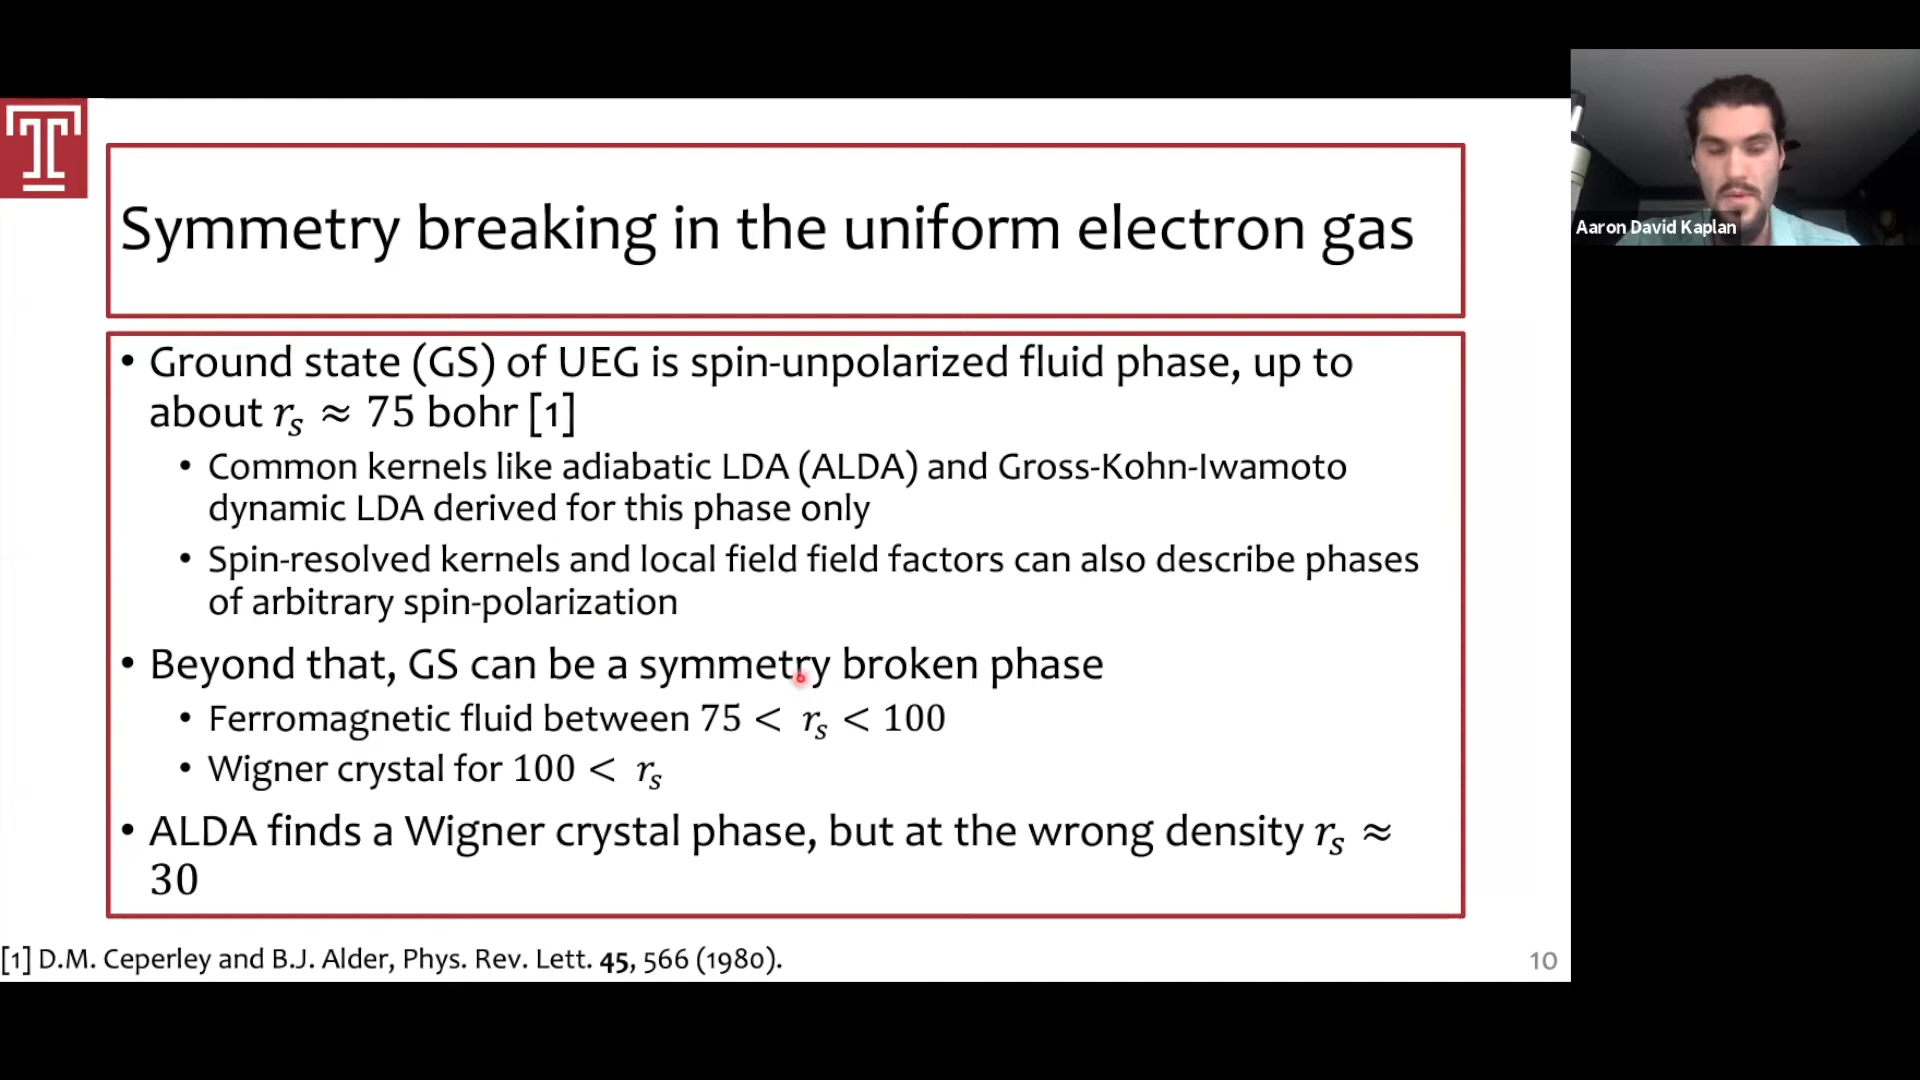 Symmetry breaking in the uniform electron gas
• Ground state (GS) of UEG is spin-unpolarized fluid phase, up to
about rₛ ≈ 75 bohr [1]
• Common kernels like adiabatic LDA (ALDA) and Gross-Kohn-Iwamoto
dynamic LDA derived for this phase only
• Spin-resolved kernels and local field field factors can also describe phases
of arbitrary spin-polarization
• Beyond that, GS can be a symmetry broken phase
• Ferromagnetic fluid between 75 < rₛ < 100
• Wigner crystal for 100 < rₛ
• ALDA finds a Wigner crystal phase, but at the wrong density rₛ ≈
30
[1] D.M. Ceperley and B.J. Alder, Phys. Rev. Lett. 45, 566 (1980).
10
Aaron David Kaplan